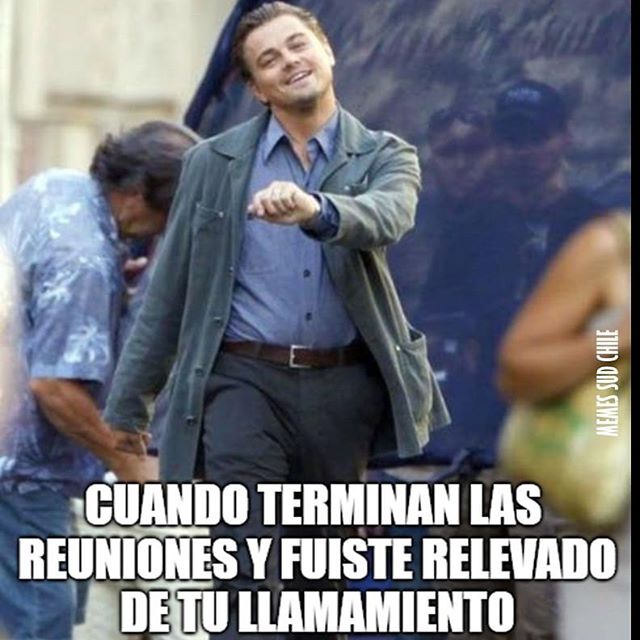 MEMES SUD CHILE
CUANDO TERMINAN LAS
REUNIONES Y FUISTE RELEVADO
DE TU LLAMAMIENTO